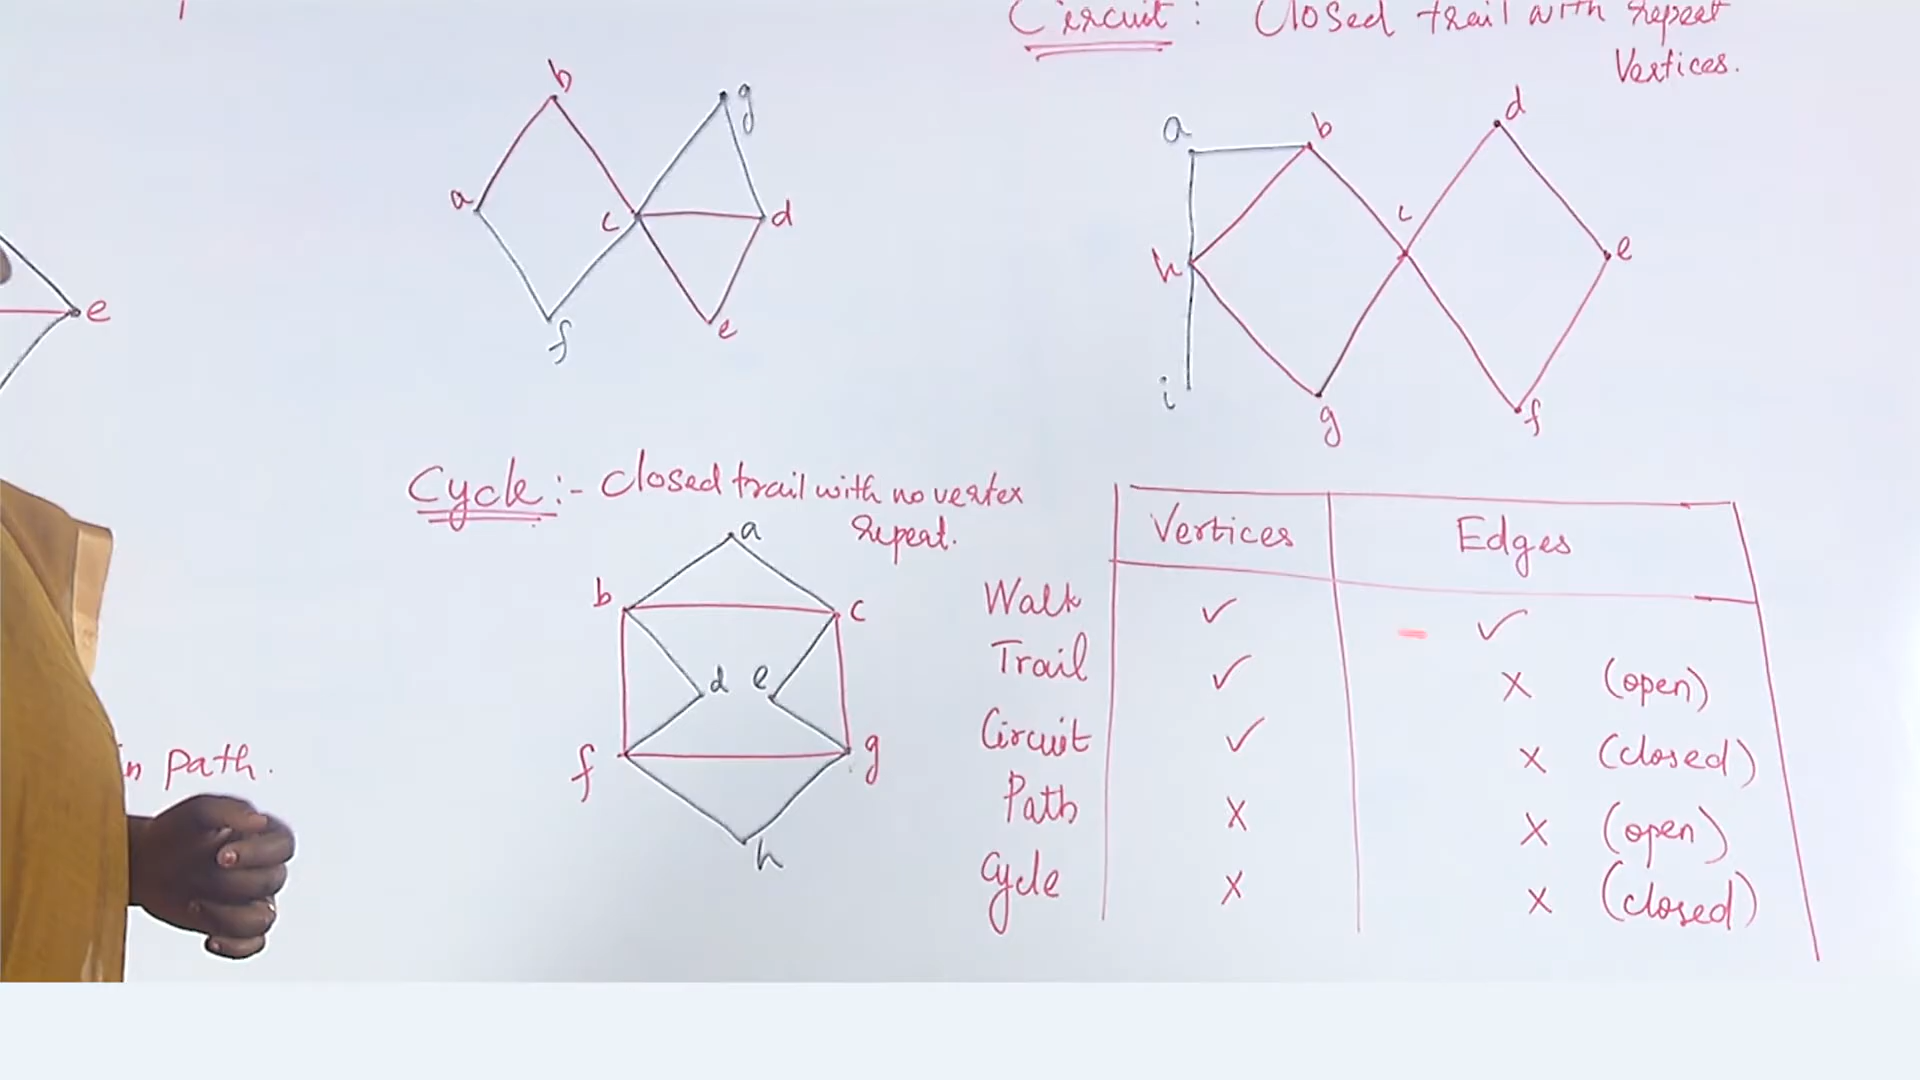 Circuit : Closed trail with repeat
Vertices.
b
g
a
c
d
f
e
e
a
b
d
c
h
e
i
g
f
Cycle :- Closed trail with no vertex
repeat.
a
b
c
d
e
f
g
h
path.
Vertices Edges
Walk ✓ ✓
Trail ✓ X (open)
Circuit ✓ X (closed)
Path X X (open)
Cycle X X (closed)